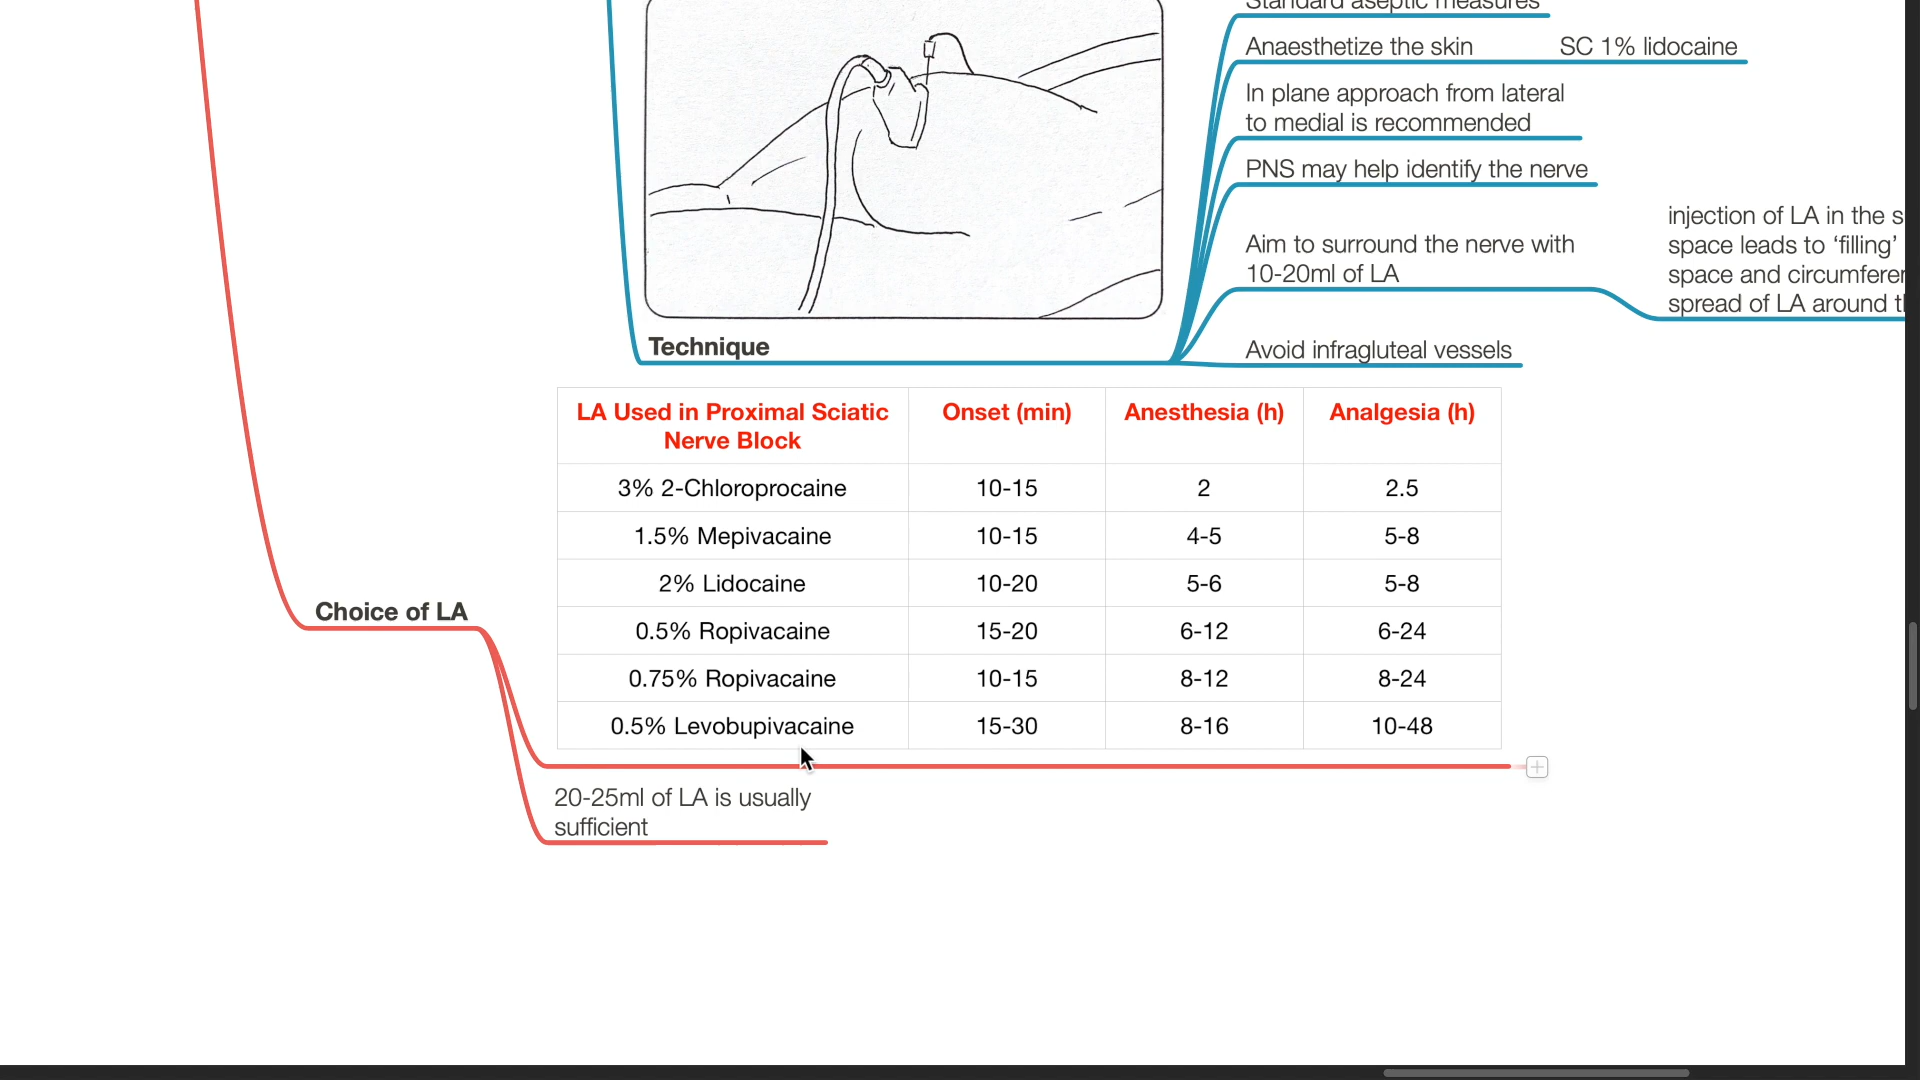 Standard aseptic measures
Anaesthetize the skin SC 1% lidocaine
In plane approach from lateral
to medial is recommended
PNS may help identify the nerve
Aim to surround the nerve with
10-20ml of LA
injection of LA in the s
space leads to ‘filling’
space and circumferen
spread of LA around th
Avoid infragluteal vessels
Technique
LA Used in Proximal Sciatic
Nerve Block
Onset (min) Anesthesia (h) Analgesia (h)
3% 2-Chloroprocaine 10-15 2 2.5
1.5% Mepivacaine 10-15 4-5 5-8
2% Lidocaine 10-20 5-6 5-8
0.5% Ropivacaine 15-20 6-12 6-24
0.75% Ropivacaine 10-15 8-12 8-24
0.5% Levobupivacaine 15-30 8-16 10-48
Choice of LA
20-25ml of LA is usually
sufficient